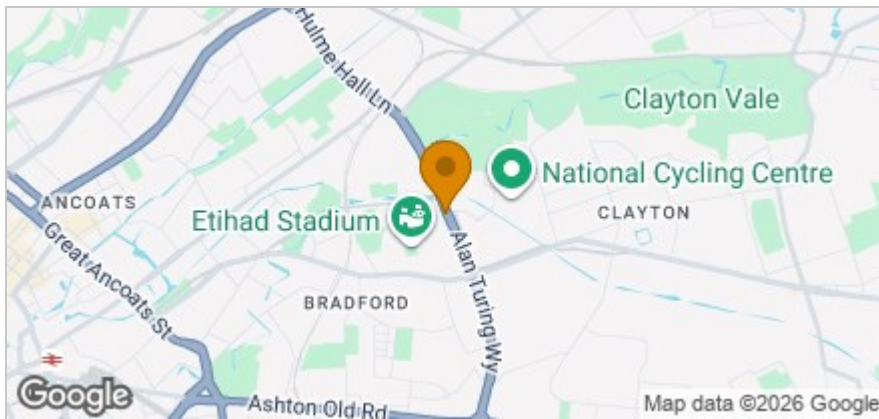 Hulme Hall Ln
Clayton Vale
National Cycling Centre
ANCOATS
Etihad Stadium
CLAYTON
Great Ancoats St
Alan Turing Wy
BRADFORD
Google
Ashton Old Rd
Map data ©2026 Google